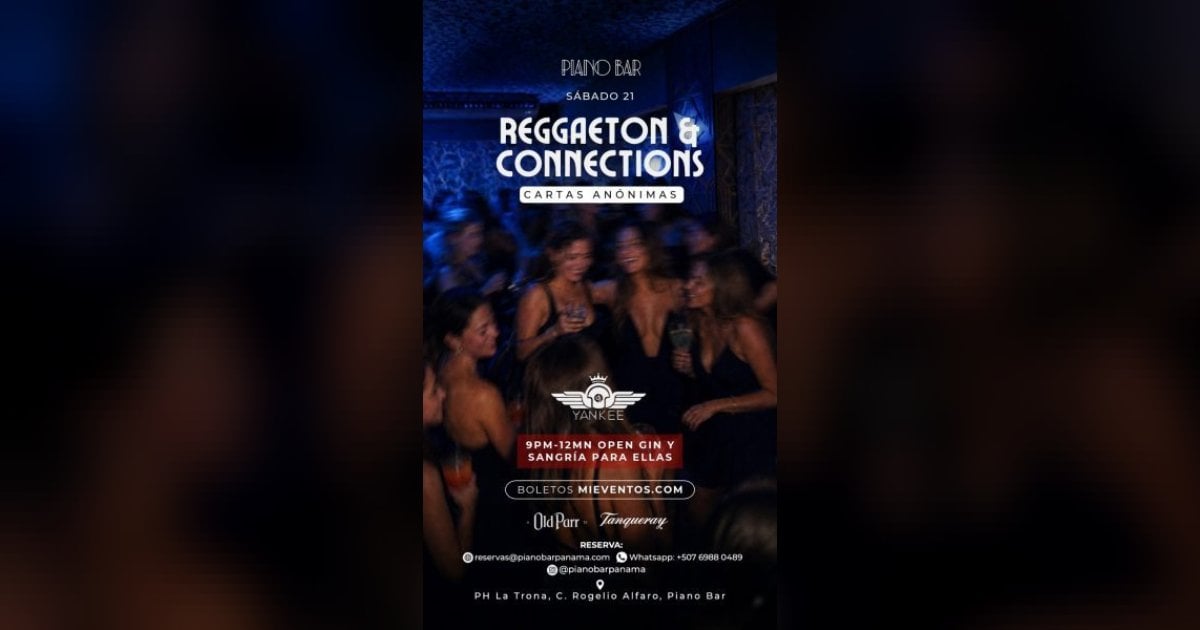 PIANO BAR
SÁBADO 21
REGGAETON &
CONNECTIONS
CARTAS ANÓNIMAS
YANKEE
9PM-12MN OPEN GIN Y
SANGRÍA PARA ELLAS
BOLETOS MIEVENTOS.COM
Old Parr Tanqueray
RESERVA:
reservas@pianobarpanama.com Whatsapp: +507 6988 0489
@pianobarpanama
PH La Trona, C. Rogelio Alfaro, Piano Bar